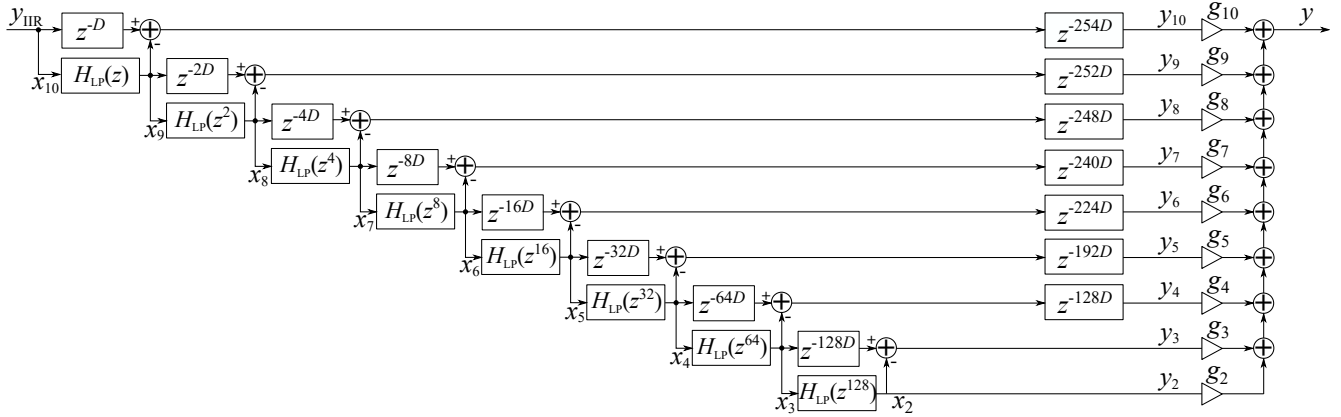 y_IIR z^-D + - z^-254D y_10 g_10 y
x_10 H_LP(z) z^-2D + - z^-252D y_9 g_9
x_9 H_LP(z^2) z^-4D + - z^-248D y_8 g_8
x_8 H_LP(z^4) z^-8D + - z^-240D y_7 g_7
x_7 H_LP(z^8) z^-16D + - z^-224D y_6 g_6
x_6 H_LP(z^16) z^-32D + - z^-192D y_5 g_5
x_5 H_LP(z^32) z^-64D + - z^-128D y_4 g_4
x_4 H_LP(z^64) z^-128D + - y_3 g_3
x_3 H_LP(z^128) x_2 y_2 g_2